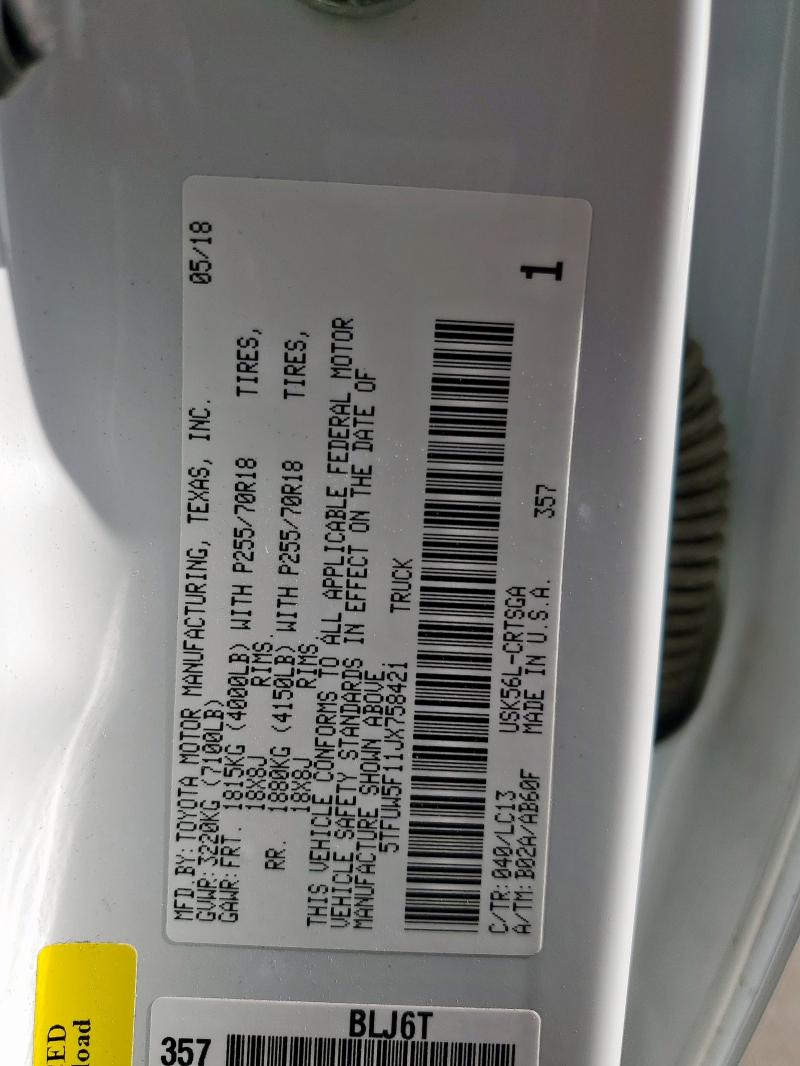 MFD BY: TOYOTA MOTOR MANUFACTURING, TEXAS, INC. 05/18
GVWR: 3220KG (7100LB)
GAWR: FRT. 1815KG (4000LB) WITH P255/70R18 TIRES,
18X8J RIMS.
RR. 1880KG (4150LB) WITH P255/70R18 TIRES,
18X8J RIMS.
THIS VEHICLE CONFORMS TO ALL APPLICABLE FEDERAL MOTOR
VEHICLE SAFETY STANDARDS IN EFFECT ON THE DATE OF
MANUFACTURE SHOWN ABOVE.
5TFUW5F11JX758421 TRUCK
C/TR: 040/LC13 USK56L-CRTSGA
A/TM: B02A/AB60F MADE IN U.S.A. 357 1
ED
load
BLJ6T
357